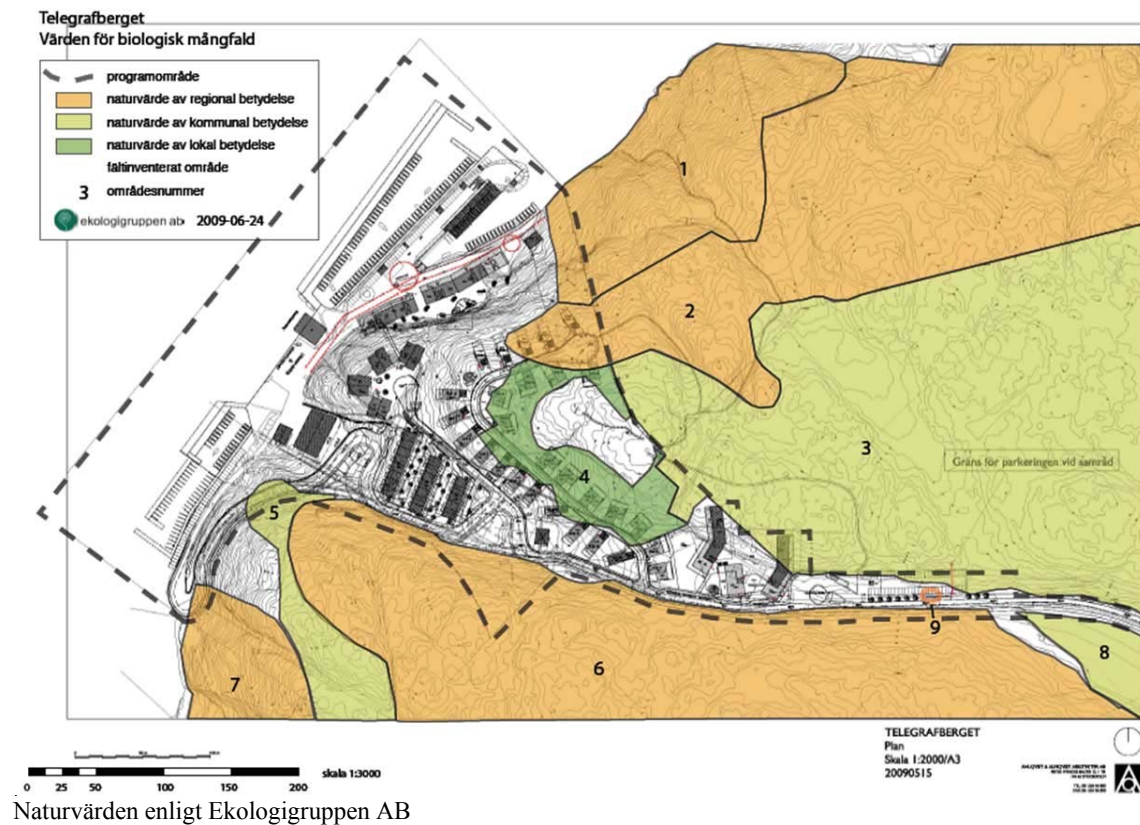 Telegrafberget
Värden för biologisk mångfald
programområde
naturvärde av regional betydelse
naturvärde av kommunal betydelse
naturvärde av lokal betydelse
fältinventerat område
3 områdesnummer
ekologigruppen ab 2009-06-24
1
2
3
Gräns för parkeringen vid samråd
4
5
6
7
8
9
TELEGRAFBERGET
Plan
Skala 1:2000/A3
20090515
0 25 50 100 150 200
skala 1:3000
Naturvärden enligt Ekologigruppen AB